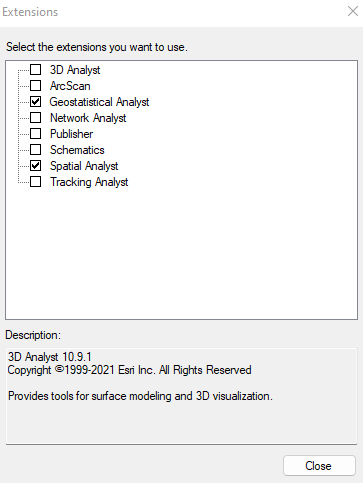 Extensions
Select the extensions you want to use.
3D Analyst
ArcScan
Geostatistical Analyst
Network Analyst
Publisher
Schematics
Spatial Analyst
Tracking Analyst
Description:
3D Analyst 10.9.1
Copyright ©1999-2021 Esri Inc. All Rights Reserved
Provides tools for surface modeling and 3D visualization.
Close